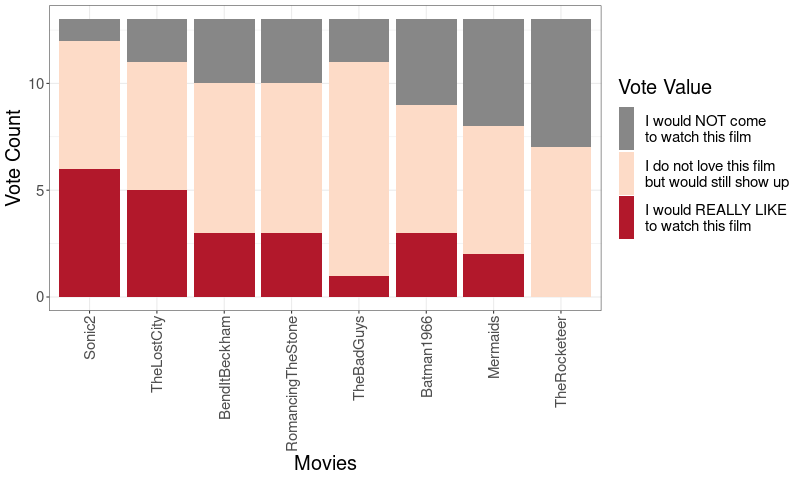 Vote Count
10
5
0
Sonic2
TheLostCity
BendItBeckham
RomancingTheStone
TheBadGuys
Batman1966
Mermaids
TheRocketeer
Movies
Vote Value
I would NOT come
to watch this film
I do not love this film
but would still show up
I would REALLY LIKE
to watch this film